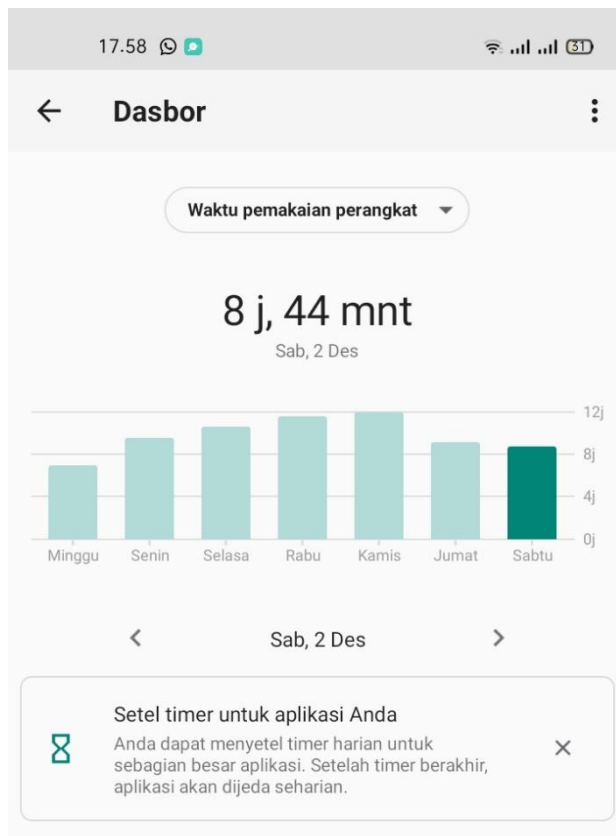 17.58
31
Dasbor
Waktu pemakaian perangkat
8 j, 44 mnt
Sab, 2 Des
12j
8j
4j
0j
Minggu Senin Selasa Rabu Kamis Jumat Sabtu
Sab, 2 Des
Setel timer untuk aplikasi Anda
Anda dapat menyetel timer harian untuk
sebagian besar aplikasi. Setelah timer berakhir,
aplikasi akan dijeda seharian.